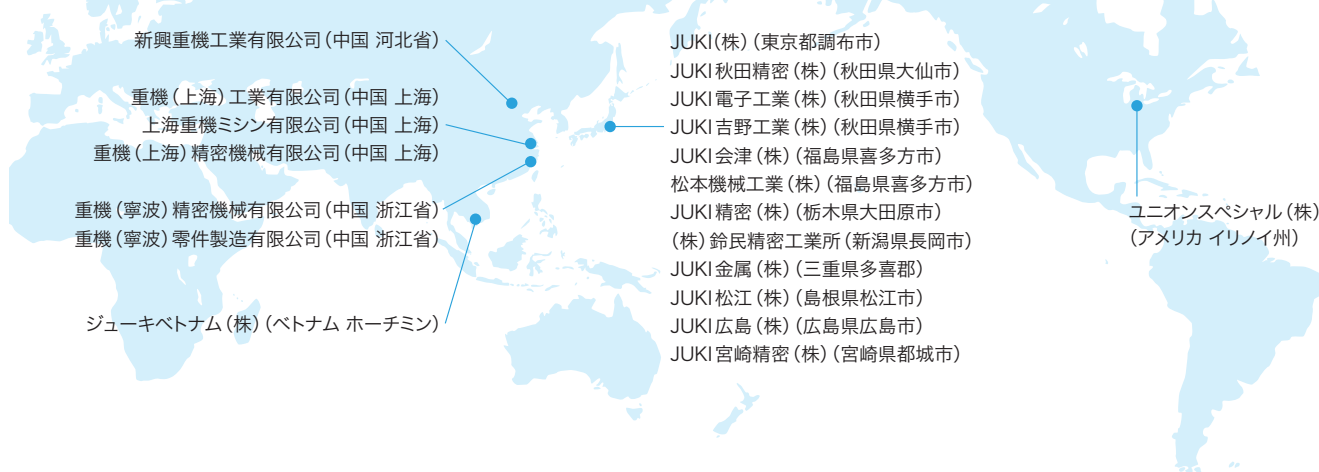 新興重機工業有限公司(中国 河北省)
重機(上海)工業有限公司(中国 上海)
上海重機ミシン有限公司(中国 上海)
重機(上海)精密機械有限公司(中国 上海)
重機(寧波)精密機械有限公司(中国 浙江省)
重機(寧波)零件製造有限公司(中国 浙江省)
ジューキベトナム(株)(ベトナム ホーチミン)
JUKI(株)(東京都調布市)
JUKI秋田精密(株)(秋田県大仙市)
JUKI電子工業(株)(秋田県横手市)
JUKI吉野工業(株)(秋田県横手市)
JUKI会津(株)(福島県喜多方市)
松本機械工業(株)(福島県喜多方市)
JUKI精密(株)(栃木県大田原市)
(株)鈴民精密工業所(新潟県長岡市)
JUKI金属(株)(三重県多喜郡)
JUKI松江(株)(島根県松江市)
JUKI広島(株)(広島県広島市)
JUKI宮崎精密(株)(宮崎県都城市)
ユニオンスペシャル(株)
(アメリカ イリノイ州)